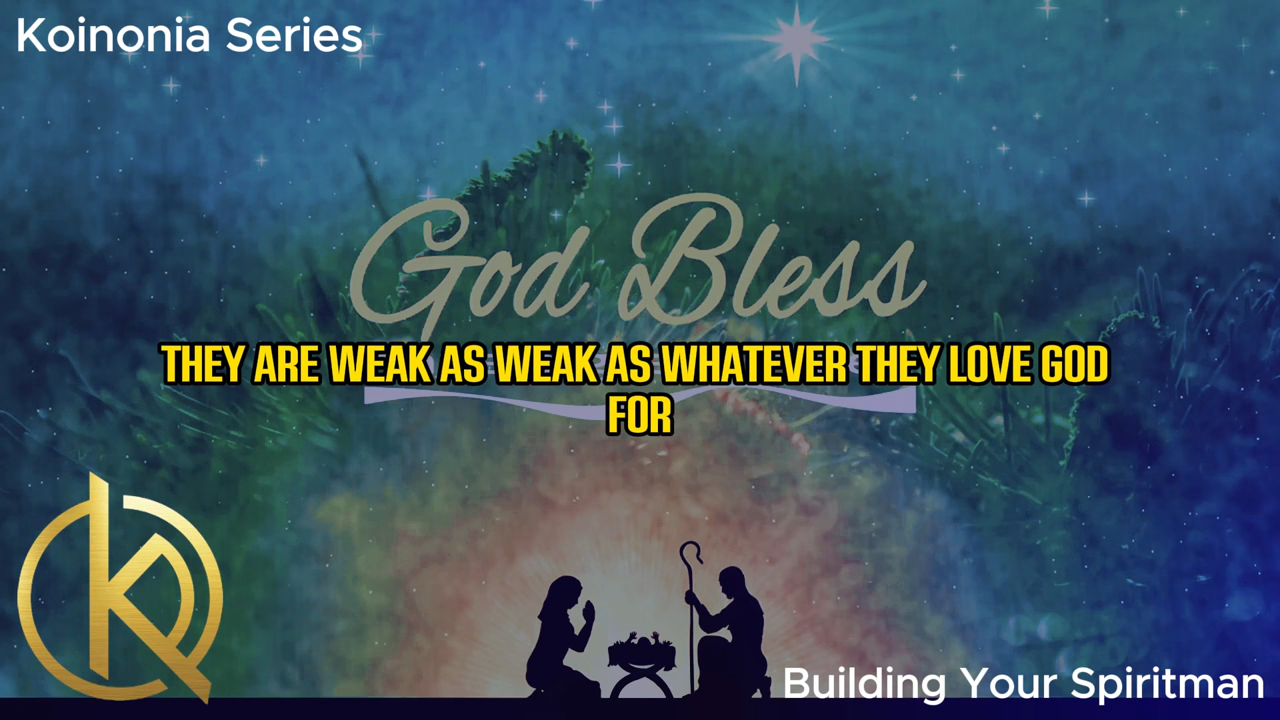 Koinonia Series
God Bless
THEY ARE WEAK AS WEAK AS WHATEVER THEY LOVE GOD
FOR
Building Your Spiritman